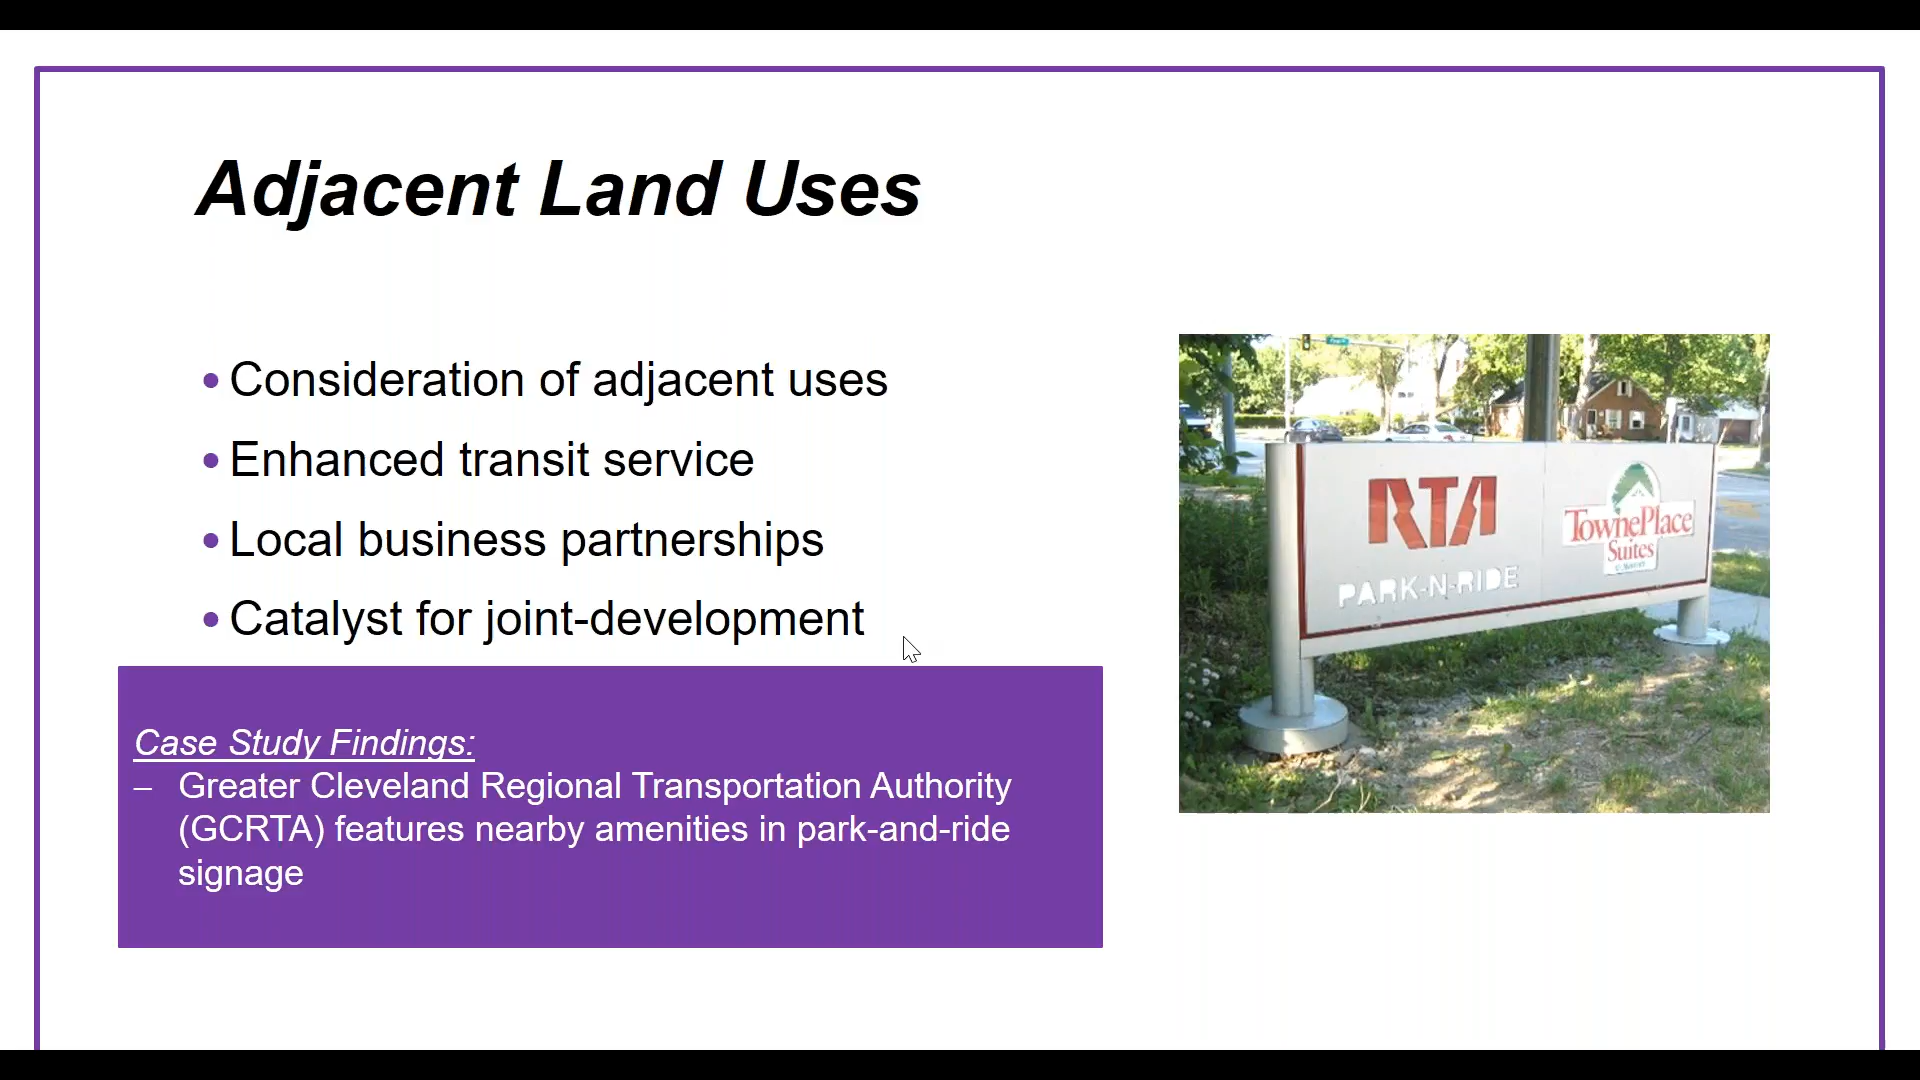 Adjacent Land Uses
Consideration of adjacent uses
Enhanced transit service
Local business partnerships
Catalyst for joint-development
Case Study Findings:
– Greater Cleveland Regional Transportation Authority
(GCRTA) features nearby amenities in park-and-ride
signage
RTA
PARK-N-RIDE
TownePlace
Suites